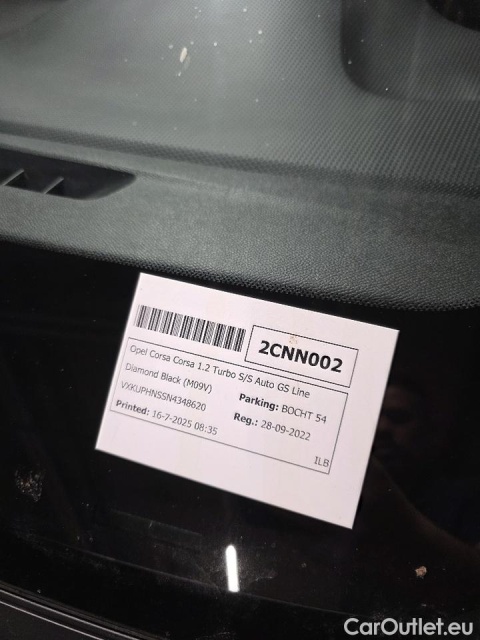 2CNN002
Opel Corsa Corsa 1.2 Turbo S/S Auto GS Line
Diamond Black (M09V)
Parking: BOCHT 54
VXKUPHNSSN4348620
Reg.: 28-09-2022
Printed: 16-7-2025 08:35
ILB
CarOutlet.eu